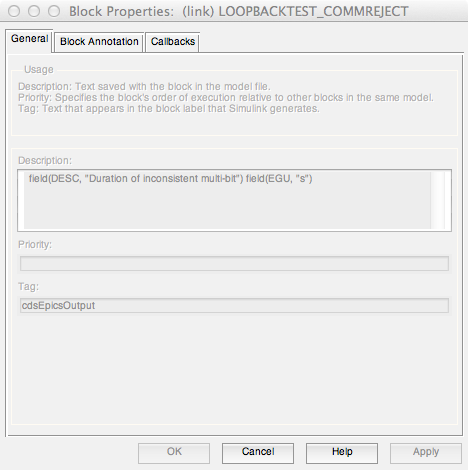 Block Properties: (link) LOOPBACKTEST_COMMREJECT
General Block Annotation Callbacks
Usage
Description: Text saved with the block in the model file.
Priority: Specifies the block's order of execution relative to other blocks in the same model.
Tag: Text that appears in the block label that Simulink generates.
Description:
field(DESC, "Duration of inconsistent multi-bit") field(EGU, "s")
Priority:
Tag:
cdsEpicsOutput
OK Cancel Help Apply